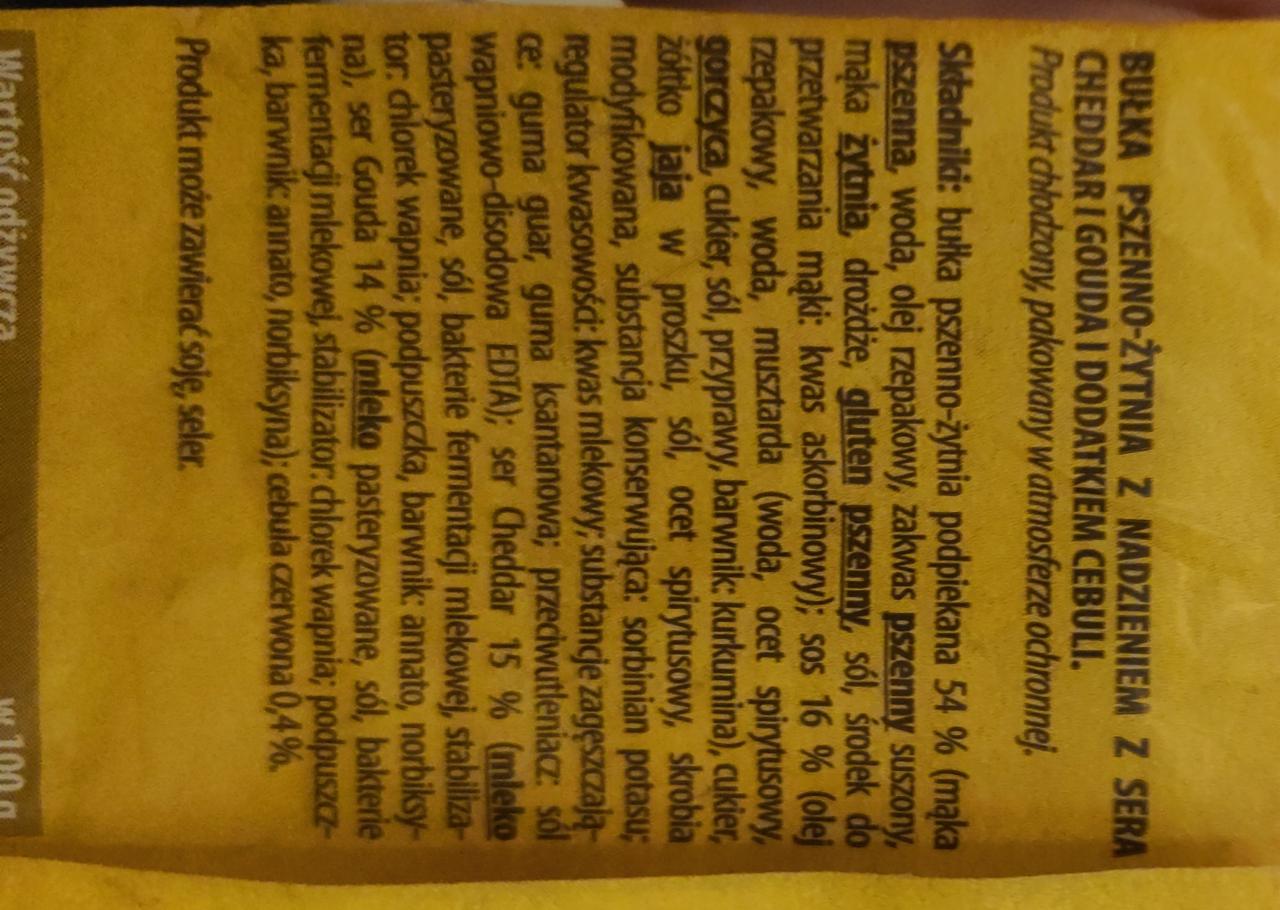 BUŁKA PSZENNO-ŻYTNIA Z NADZIENIEM Z SERA
CHEDDAR I GOUDA I DODATKIEM CEBULI.
Produkt chłodzony, pakowany w atmosferze ochronnej.
Składniki: bułka pszenno-żytnia podpiekana 54 % (mąka
pszenna, woda, olej rzepakowy, zakwas pszenny suszony,
mąka żytnia, drożdże, gluten pszenny, sól, środek do
przetwarzania mąki: kwas askorbinowy); sos 16 % (olej
rzepakowy, woda, musztarda (woda, ocet spirytusowy,
gorczyca, cukier, sól, przyprawy, barwnik: kurkumina), cukier,
żółtko jaja w proszku, sól, ocet spirytusowy, skrobia
modyfikowana, substancja konserwująca: sorbinian potasu;
regulator kwasowości: kwas mlekowy; substancje zagęszczają-
ce: guma guar, guma ksantanowa; przeciwutleniacz: sól
wapniowo-disodowa EDTA); ser Cheddar 15 % (mleko
pasteryzowane, sól, bakterie fermentacji mlekowej, stabiliza-
tor: chlorek wapnia; podpuszczka, barwnik: annato, norbiksy-
na), ser Gouda 14 % (mleko pasteryzowane, sól, bakterie
fermentacji mlekowej, stabilizator: chlorek wapnia; podpuszcz-
ka, barwnik: annato, norbiksyna); cebula czerwona 0,4 %.
Produkt może zawierać soję, seler.
Wartość odżywcza w 100 g